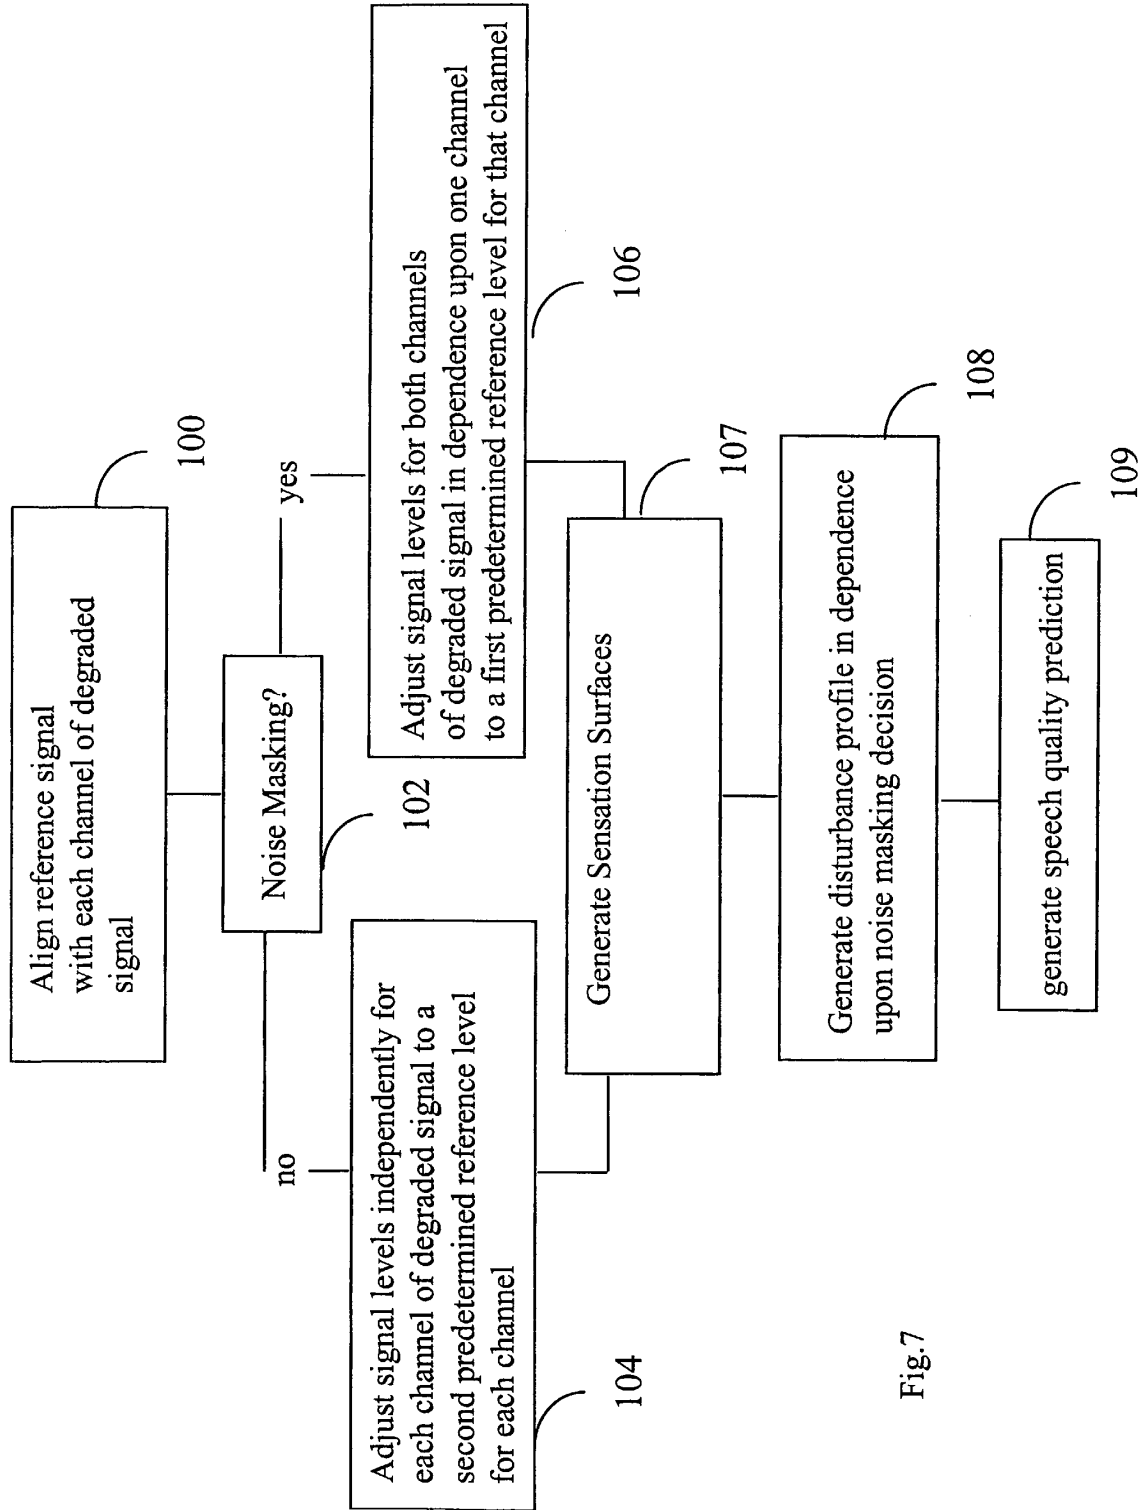 Align reference signal
with each channel of degraded
signal
100
Noise Masking?
102
no
yes
Adjust signal levels independently for
each channel of degraded signal to a
second predetermined reference level
for each channel
104
Adjust signal levels for both channels
of degraded signal in dependence upon one channel
to a first predetermined reference level for that channel
106
Generate Sensation Surfaces
107
Generate disturbance profile in dependence
upon noise masking decision
108
generate speech quality prediction
109
Fig.7